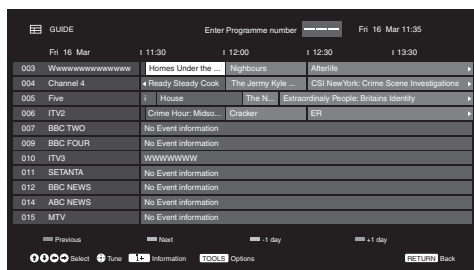 GUIDE Enter Programme number Fri 16 Mar 11:35
Fri 16 Mar 11:30 12:00 12:30 13:30
003 Wwwwwwwwwwwwww Homes Under the ... Nighbours Afterlife
004 Channel 4 Ready Steady Cook The Jermy Kyle ... CSI NewYork: Crime Scene Investigations
005 Five i House The N... Extraordinaly People: Britains Identity
006 ITV2 Crime Hour: Midso... Cracker ER
007 BBC TWO No Event information
009 BBC FOUR No Event information
010 ITV3 WWWWWWW
011 SETANTA No Event information
012 BBC NEWS No Event information
014 ABC NEWS No Event information
015 MTV No Event information
Previous Next -1 day +1 day
Select Tune 1+ Information TOOLS Options RETURN Back